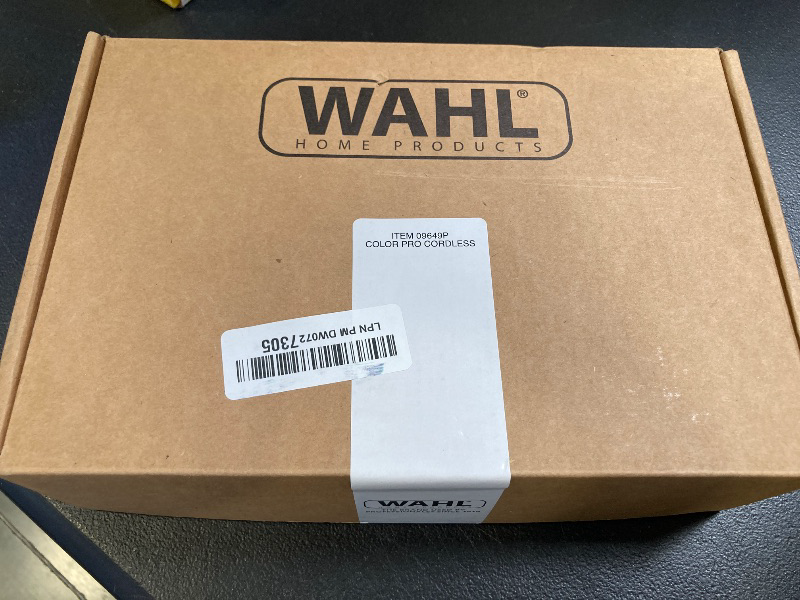 WAHL®
HOME PRODUCTS
ITEM 09649P
COLOR PRO CORDLESS
LPN PM DW0727305
WAHL